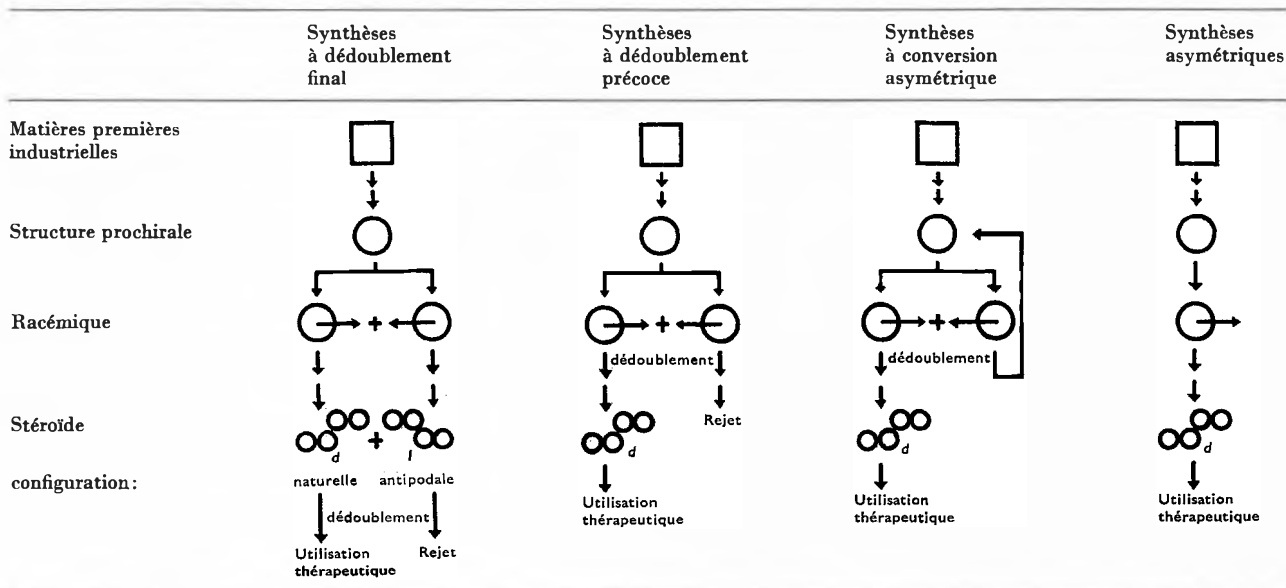 Synthèses
à dédoublement
final
Synthèses
à dédoublement
précoce
Synthèses
à conversion
asymétrique
Synthèses
asymétriques
Matières premières
industrielles
Structure prochirale
Racémique
+
+
+
dédoublement
dédoublement
Stéroïde
d
+
l
d
Rejet
d
d
configuration:
naturelle
antipodale
Utilisation
thérapeutique
Utilisation
thérapeutique
Utilisation
thérapeutique
dédoublement
Utilisation
thérapeutique
Rejet